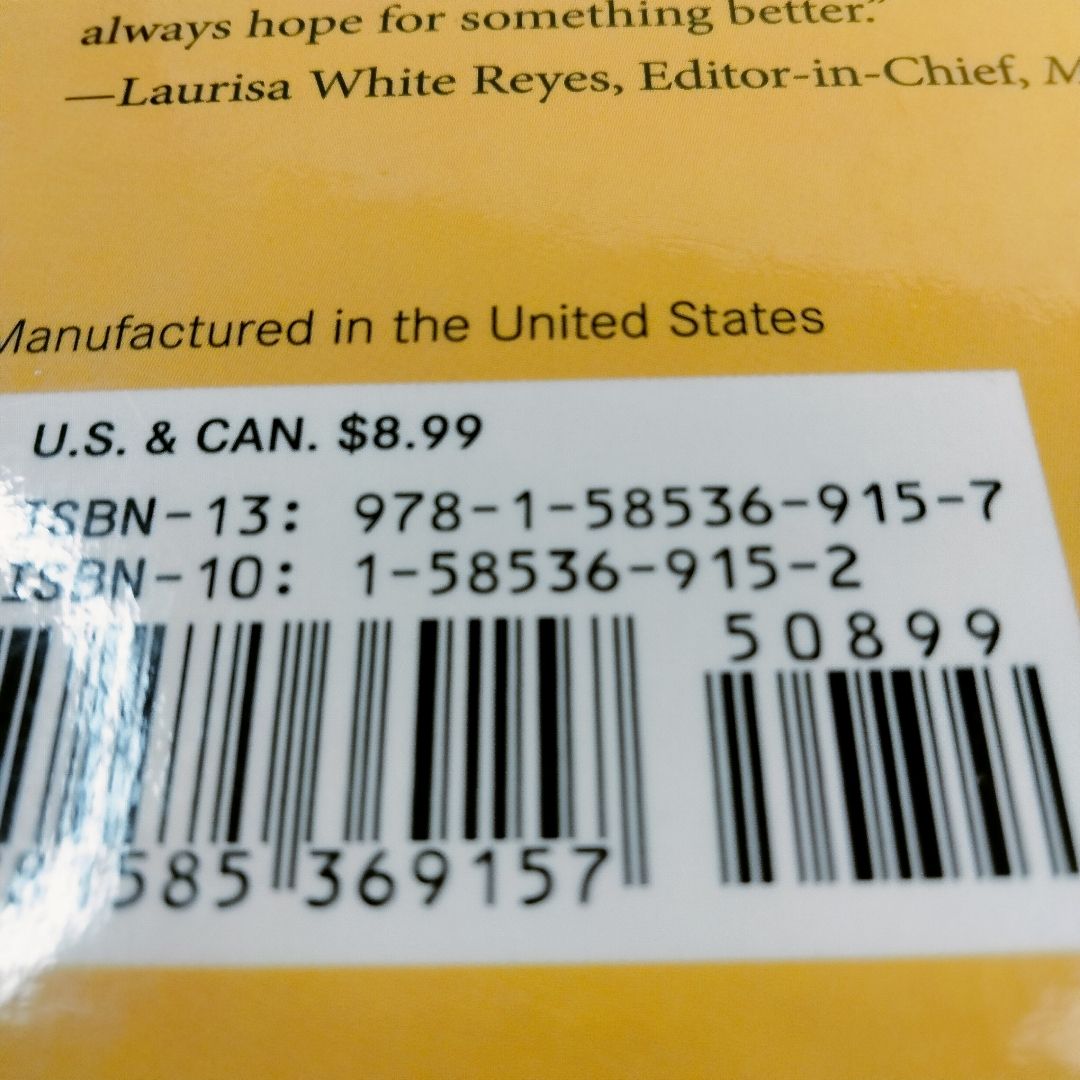 always hope for something better."
—Laurisa White Reyes, Editor-in-Chief, M
Manufactured in the United States
U.S. & CAN. $8.99
ISBN-13: 978-1-58536-915-7
ISBN-10: 1-58536-915-2
50899
585 369157